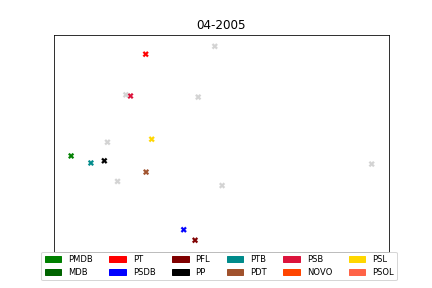 04-2005
PMDB PT PFL PTB PSB PSL
MDB PSDB PP PDT NOVO PSOL